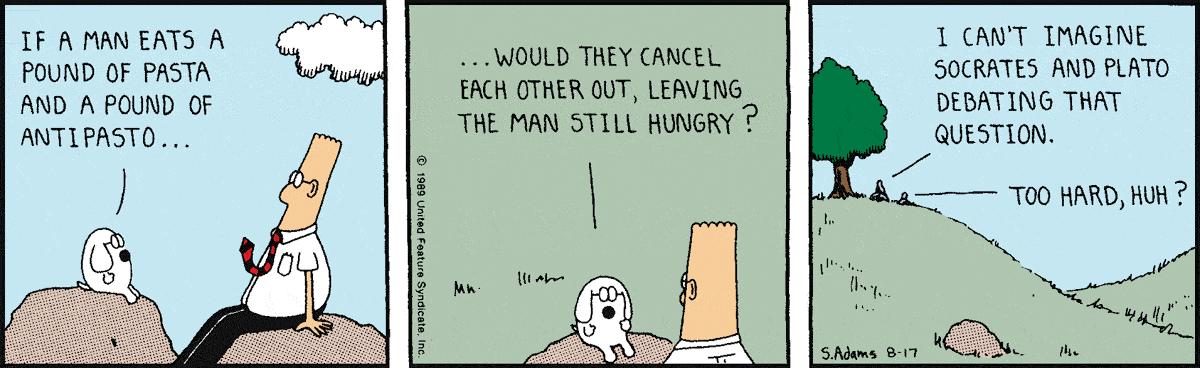 IF A MAN EATS A
POUND OF PASTA
AND A POUND OF
ANTIPASTO...
...WOULD THEY CANCEL
EACH OTHER OUT, LEAVING
THE MAN STILL HUNGRY?
© 1989 United Feature Syndicate, Inc.
I CAN'T IMAGINE
SOCRATES AND PLATO
DEBATING THAT
QUESTION.
TOO HARD, HUH?
S.Adams 8-17